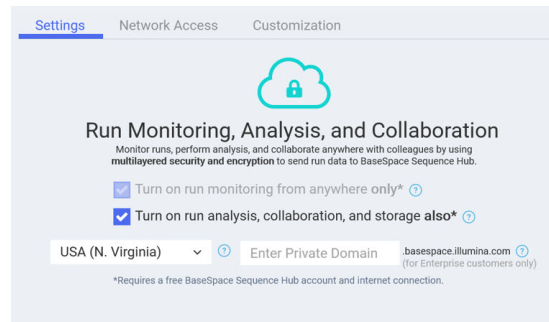 Settings Network Access Customization
Run Monitoring, Analysis, and Collaboration
Monitor runs, perform analysis, and collaborate anywhere with colleagues by using
multilayered security and encryption to send run data to BaseSpace Sequence Hub.
Turn on run monitoring from anywhere only* ?
Turn on run analysis, collaboration, and storage also* ?
USA (N. Virginia) ? Enter Private Domain .basespace.illumina.com ?
(for Enterprise customers only)
*Requires a free BaseSpace Sequence Hub account and internet connection.